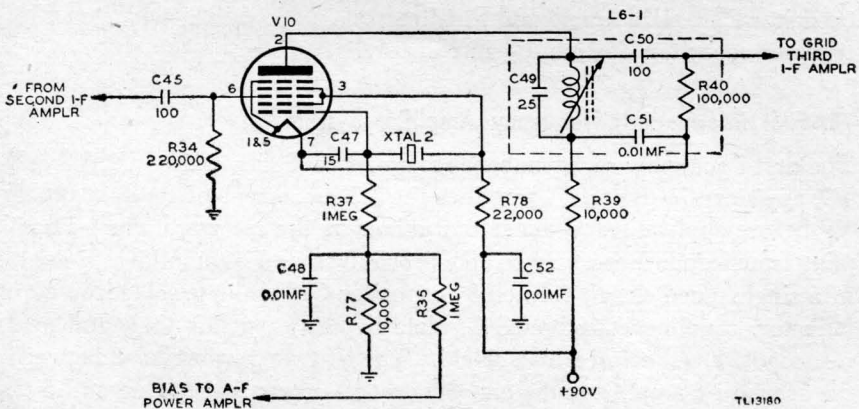 V10
2
L6-1
C50
100
TO GRID
THIRD
I-F AMPLR
FROM
SECOND I-F
AMPLR
C45
100
6
3
C49
25
R40
100,000
C51
0.01MF
1&5
7
C47
15
XTAL 2
R34
220,000
R37
1MEG
R78
22,000
R39
10,000
C48
0.01MF
R77
10,000
R35
1MEG
C52
0.01MF
BIAS TO A-F
POWER AMPLR
+90V
TL13180